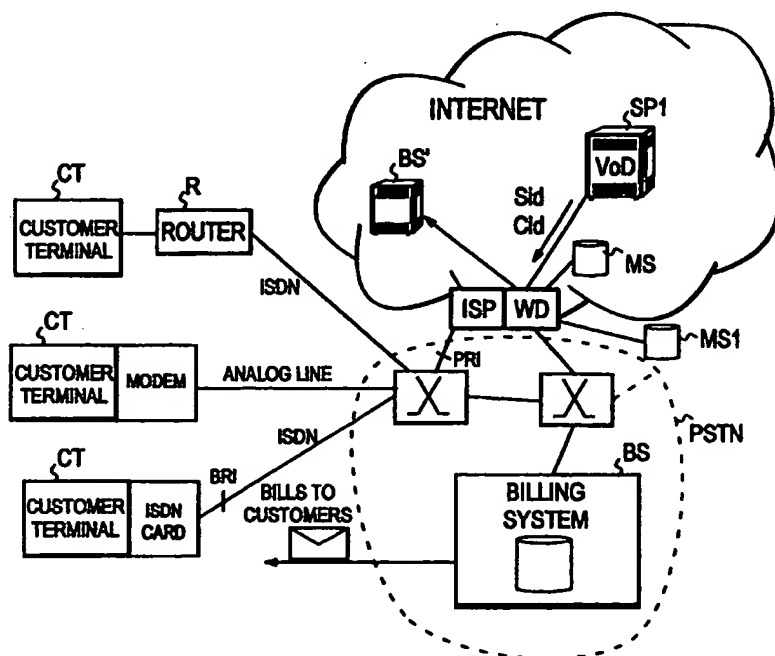 INTERNET
SP1
VoD
BS'
SId
CId
MS
CT
R
CUSTOMER
TERMINAL
ROUTER
ISDN
ISP
WD
MS1
CT
PRI
CUSTOMER
TERMINAL
MODEM
ANALOG LINE
PSTN
CT
ISDN
BRI
BS
CUSTOMER
TERMINAL
ISDN
CARD
BILLS TO
CUSTOMERS
BILLING
SYSTEM